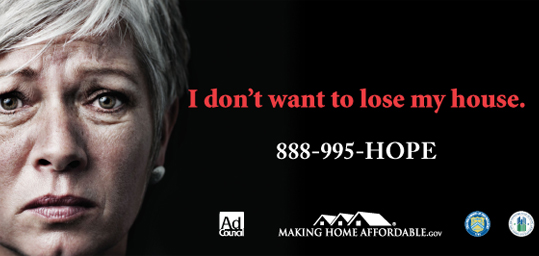 I don't want to lose my house.
888-995-HOPE
Ad
Council
MAKING HOME AFFORDABLE.GOV